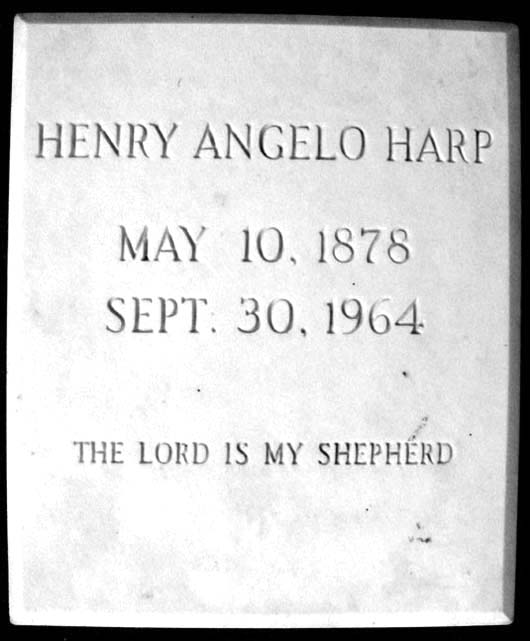 HENRY ANGELO HARP
MAY 10, 1878
SEPT. 30, 1964
THE LORD IS MY SHEPHERD